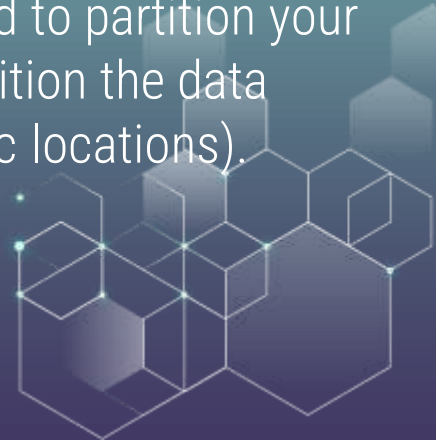 d to partition your
ition the data
c locations).